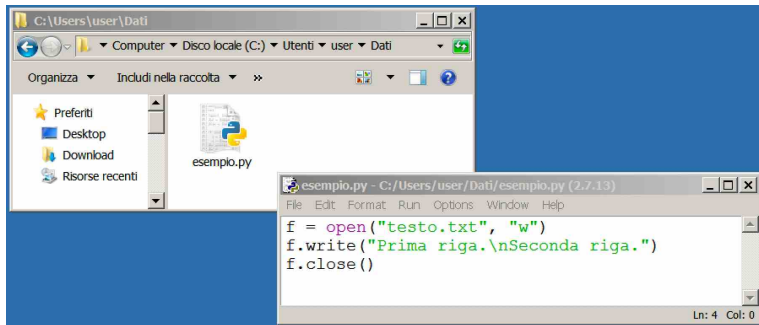 C:\Users\user\Dati
Computer Disco locale (C:) Utenti user Dati
Organizza Includi nella raccolta »
Preferiti
Desktop
Download
Risorse recenti
esempio.py
esempio.py - C:/Users/user/Dati/esempio.py (2.7.13)
File Edit Format Run Options Window Help
f = open("testo.txt", "w")
f.write("Prima riga.\nSeconda riga.")
f.close()
Ln: 4 Col: 0